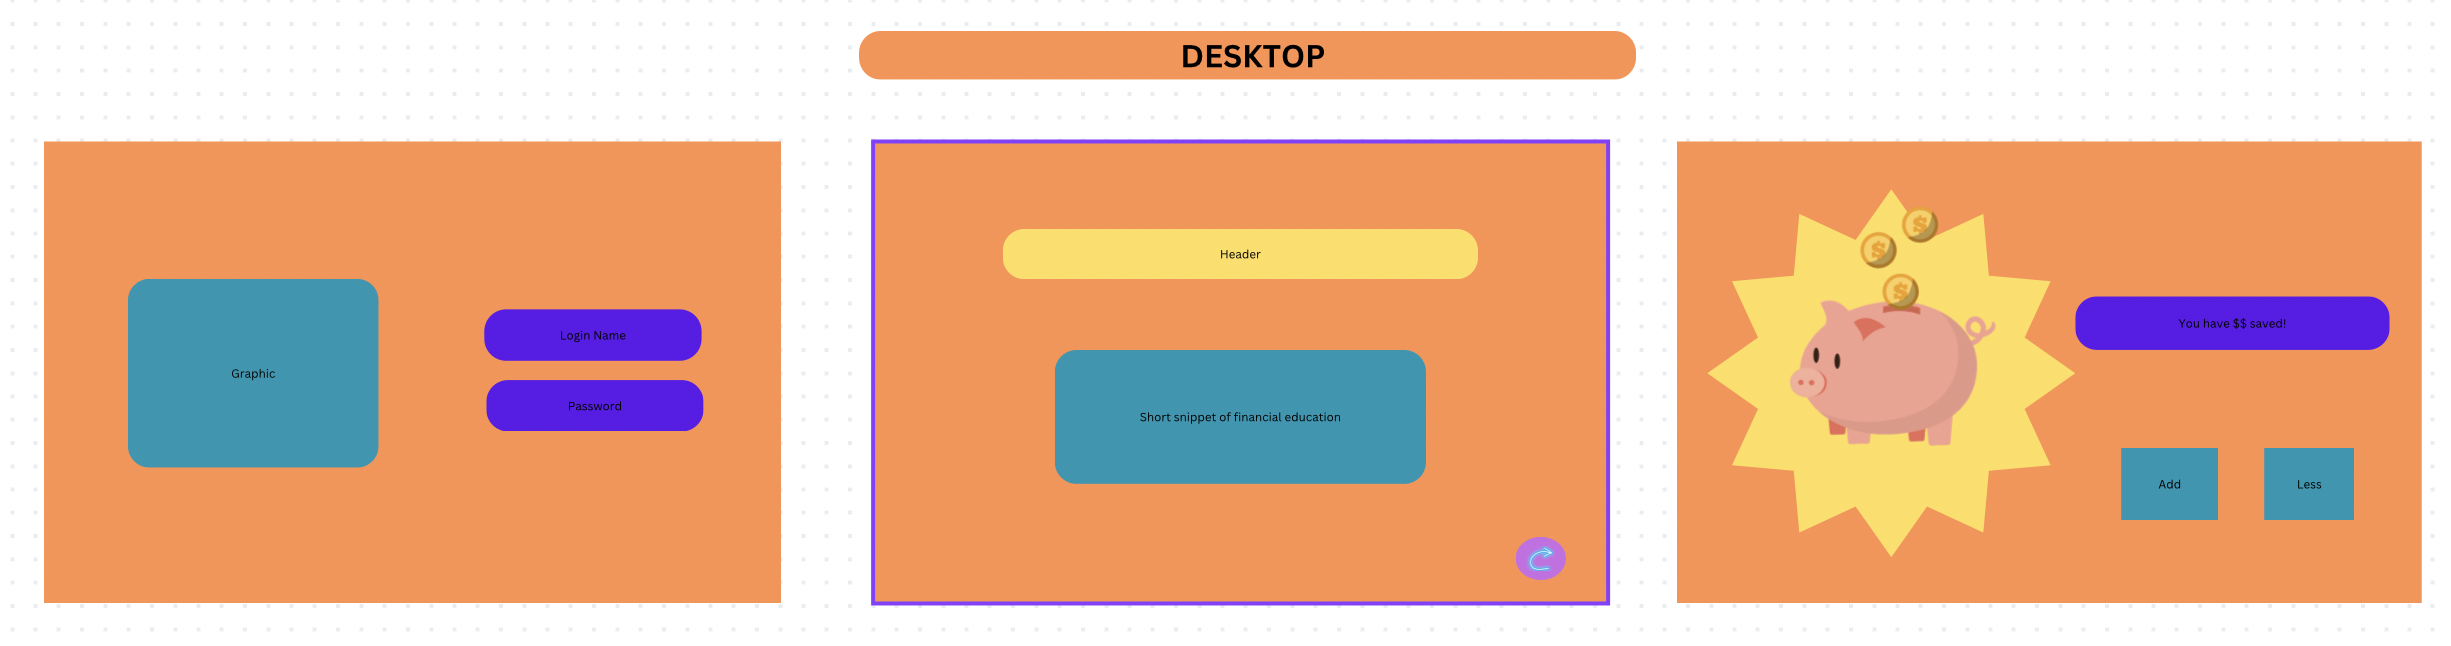 DESKTOP
Graphic
Login Name
Password
Header
Short snippet of financial education
$
$
$
You have $$ saved!
Add
Less